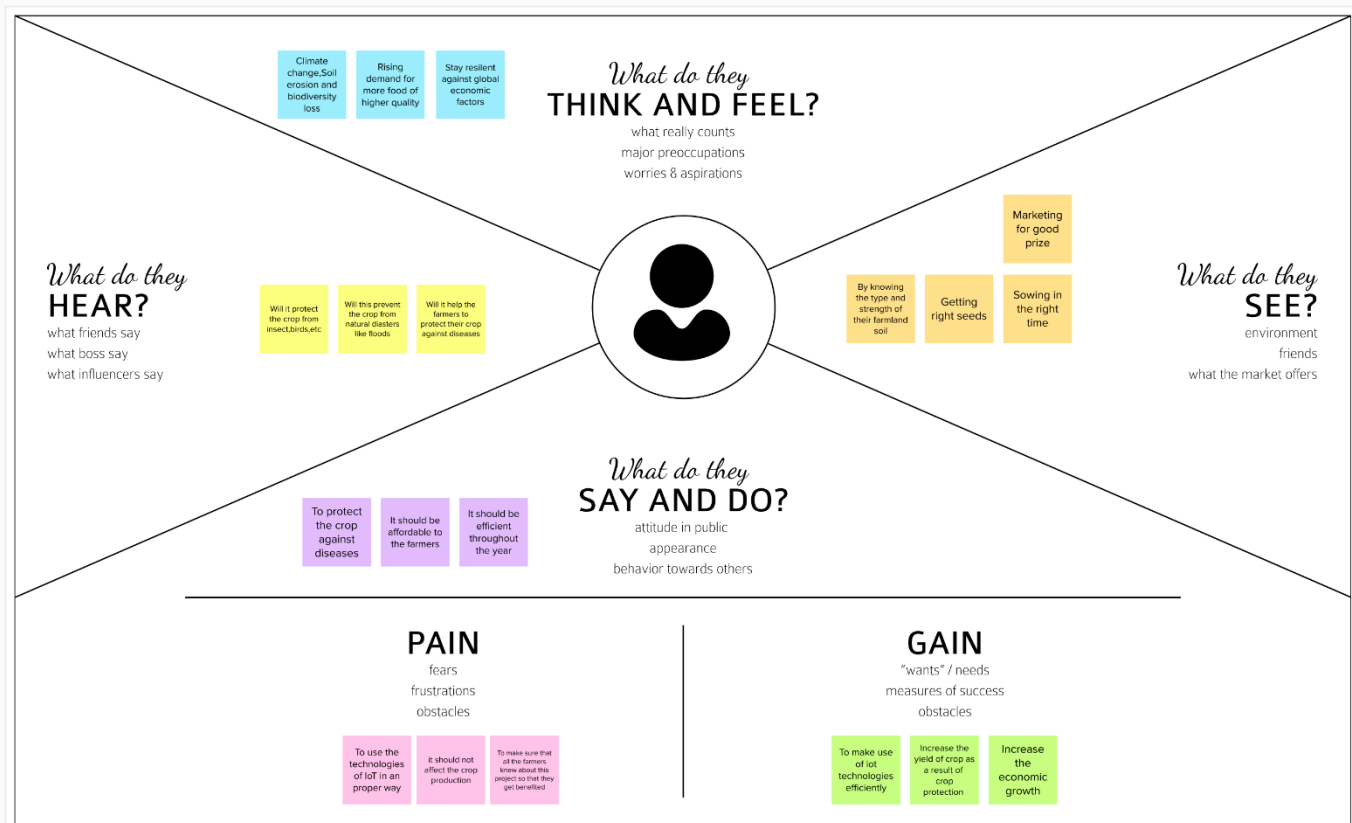 Climate
change,Soil
erosion and
biodiversity
loss
Rising
demand for
more food of
higher quality
Stay resilent
against global
economic
factors
What do they
THINK AND FEEL?
what really counts
major preoccupations
worries & aspirations
What do they
HEAR?
what friends say
what boss say
what influencers say
Will it protect
the crop from
insect,birds,etc
Will this prevent
the crop from
natural diasters
like floods
Will it help the
farmers to
protect their crop
against diseases
Marketing
for good
prize
By knowing
the type and
strength of
their farmland
soil
Getting
right seeds
Sowing in
the right
time
What do they
SEE?
environment
friends
what the market offers
What do they
SAY AND DO?
attitude in public
appearance
behavior towards others
To protect
the crop
against
diseases
It should be
affordable to
the farmers
It should be
efficient
throughout
the year
PAIN
fears
frustrations
obstacles
To use the
technologies
of IoT in an
proper way
it should not
affect the crop
production
To make sure that
all the farmers
knew about this
project so that they
get benefited
GAIN
"wants" / needs
measures of success
obstacles
To make use
of iot
technologies
efficiently
Increase the
yield of crop as
a result of
crop
protection
Increase
the
economic
growth